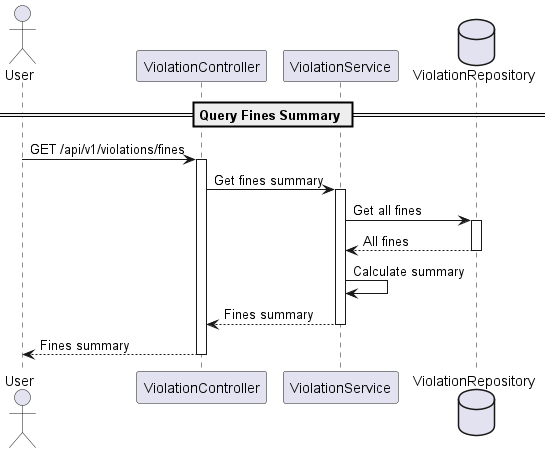 User
ViolationController
ViolationService
ViolationRepository
Query Fines Summary
GET /api/v1/violations/fines
Get fines summary
Get all fines
All fines
Calculate summary
Fines summary
Fines summary
User
ViolationController
ViolationService
ViolationRepository